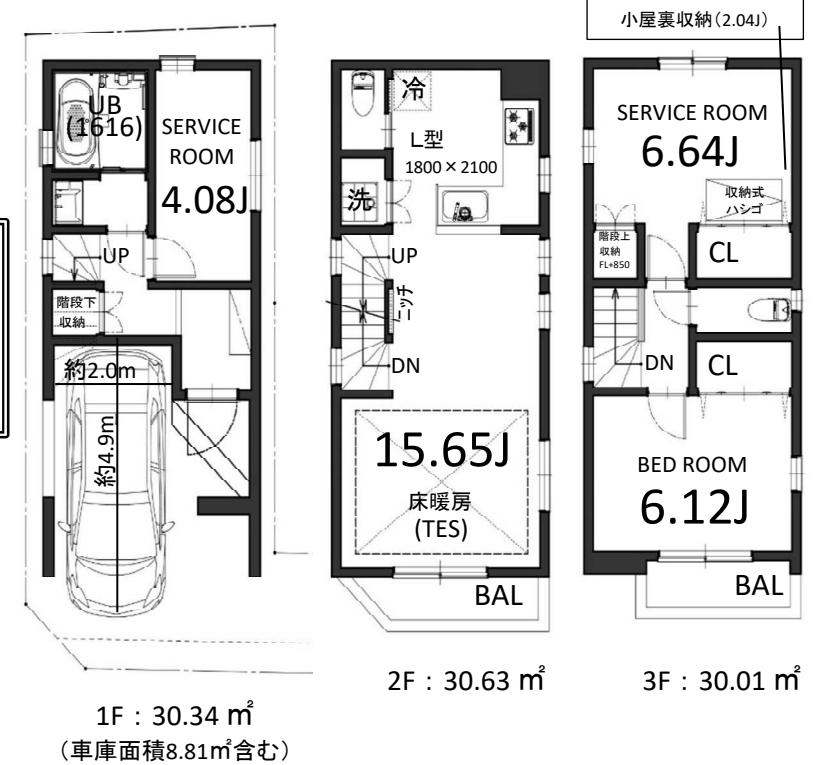 小屋裏収納(2.04J)
UB
(1616)
SERVICE
ROOM
4.08J
UP
階段下
収納
約2.0m
約4.9m
1F：30.34 ㎡
（車庫面積8.81㎡含む）
冷
L型
1800×2100
洗
UP
ニッチ
DN
15.65J
床暖房
(TES)
BAL
2F：30.63 ㎡
SERVICE ROOM
6.64J
収納式
ハシゴ
階段上
収納
FL+850
CL
DN
CL
BED ROOM
6.12J
BAL
3F：30.01 ㎡